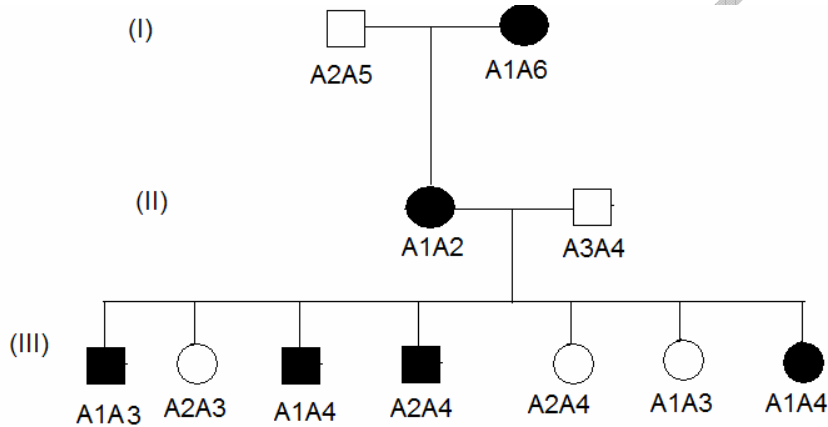 (I)
A2A5 A1A6
(II)
A1A2 A3A4
(III)
A1A3 A2A3 A1A4 A2A4 A2A4 A1A3 A1A4